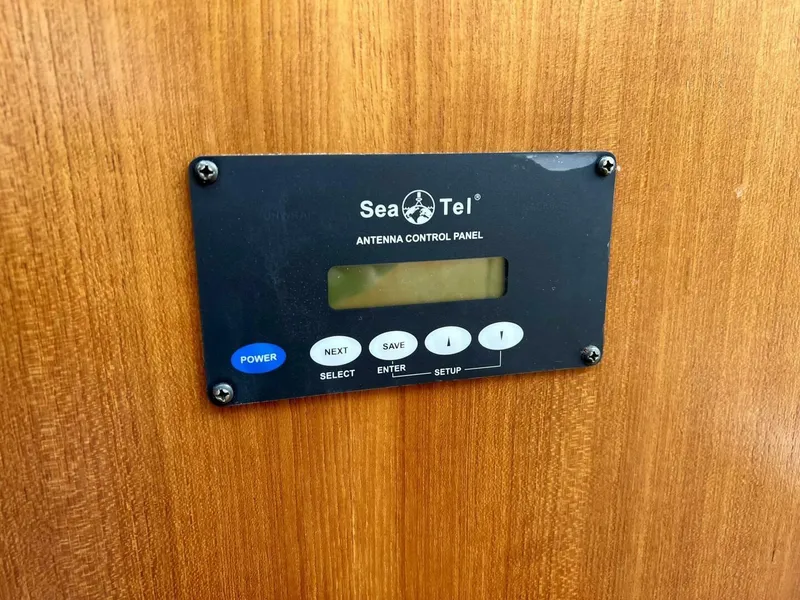 Sea Tel®
ANTENNA CONTROL PANEL
POWER
NEXT
SAVE
SELECT
ENTER
SETUP